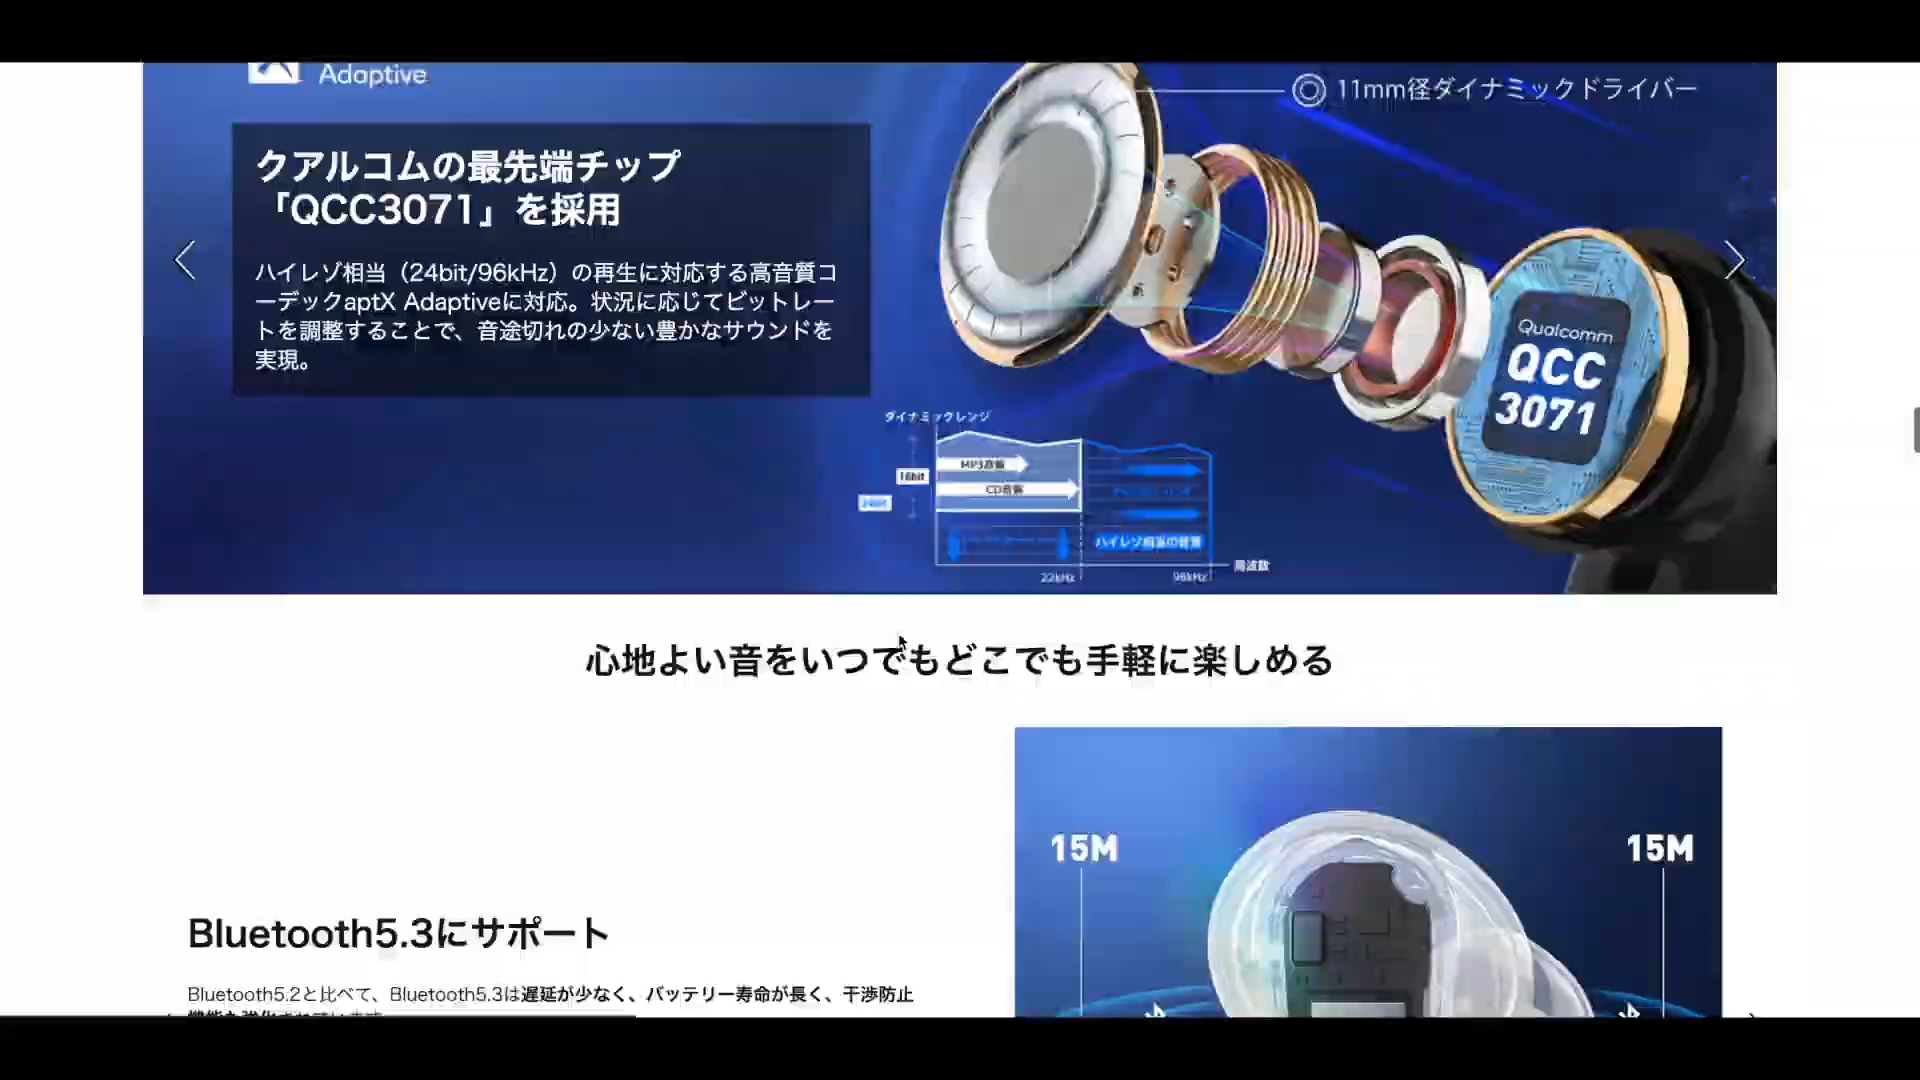 Adoptive
11mm径ダイナミックドライバー
クアルコムの最先端チップ
「QCC3071」を採用
ハイレゾ相当（24bit/96kHz）の再生に対応する高音質コ
ーデックaptX Adaptiveに対応。状況に応じてビットレー
トを調整することで、音途切れの少ない豊かなサウンドを
実現。
Qualcomm
QCC
3071
ダイナミックレンジ
MP3音質
16bit
CD音質
24bit
ハイレゾ相当の音質
周波数
22kHz
96kHz
心地よい音をいつでもどこでも手軽に楽しめる
15M
15M
Bluetooth5.3にサポート
Bluetooth5.2と比べて、Bluetooth5.3は遅延が少なく、バッテリー寿命が長く、干渉防止